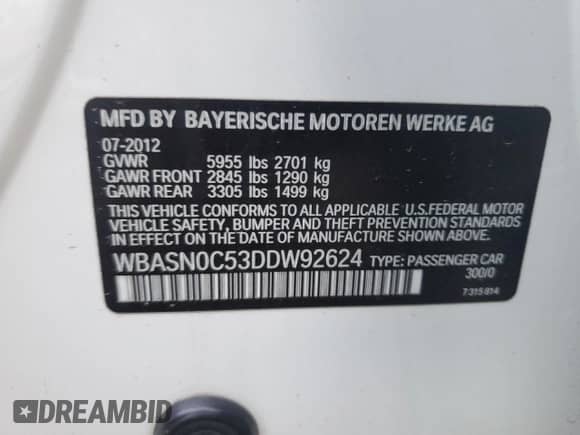 MFD BY BAYERISCHE MOTOREN WERKE AG
07-2012
GVWR 5955 lbs 2701 kg
GAWR FRONT 2845 lbs 1290 kg
GAWR REAR 3305 lbs 1499 kg
THIS VEHICLE CONFORMS TO ALL APPLICABLE U.S.FEDERAL MOTOR
VEHICLE SAFETY, BUMPER AND THEFT PREVENTION STANDARDS
IN EFFECT ON THE DATE OF MANUFACTURE SHOWN ABOVE.
WBASN0C53DDW92624 TYPE: PASSENGER CAR
300/0
7315814
DREAMBID